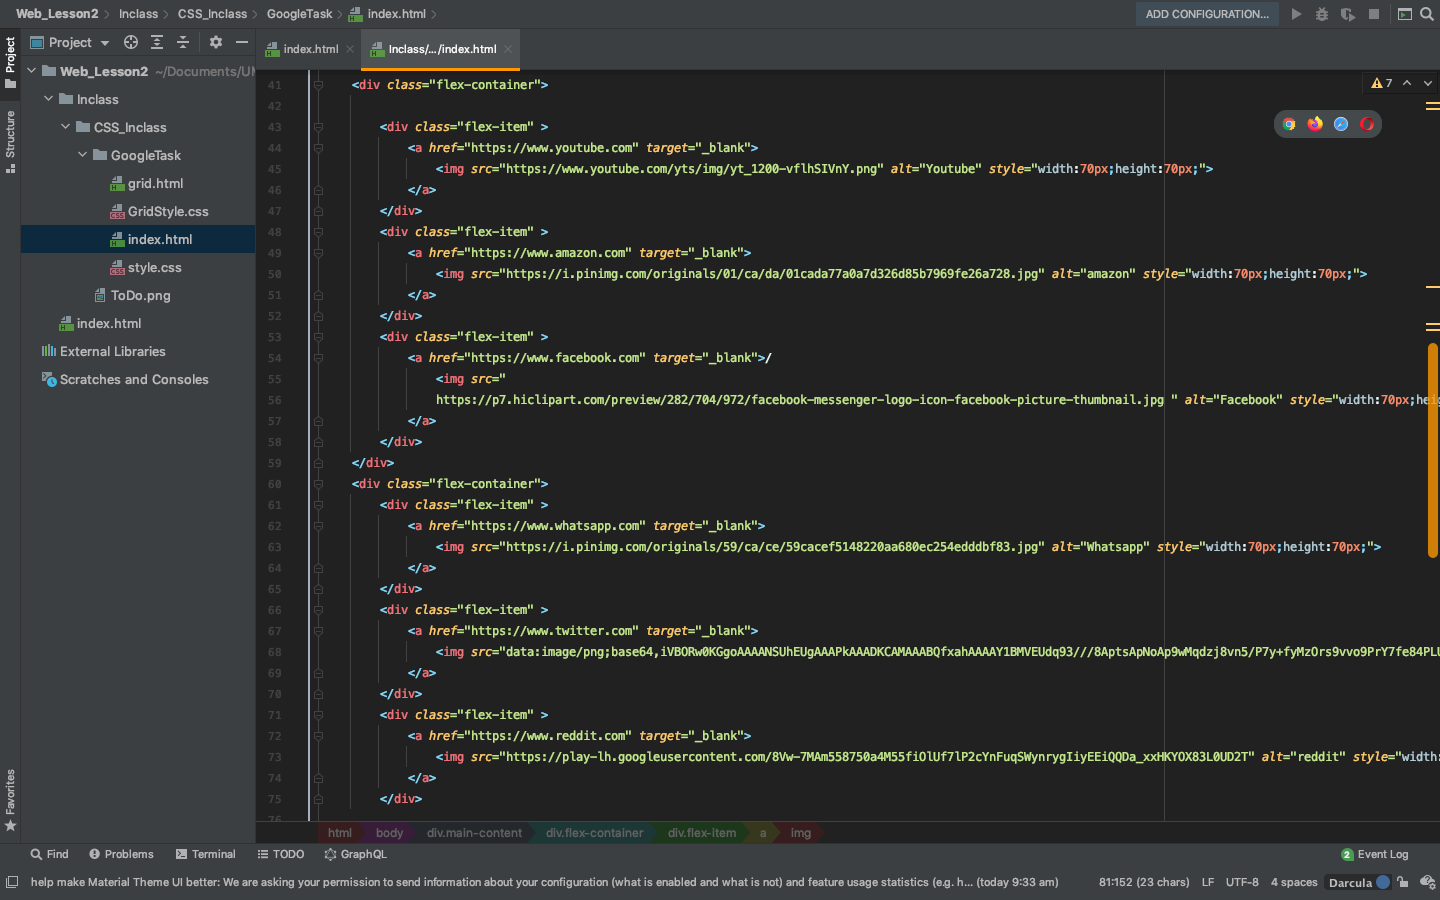 Web_Lesson2 > Inclass > CSS_Inclass > GoogleTask > index.html
ADD CONFIGURATION...
Project
index.html
Inclass/.../index.html
Project
Structure
Favorites
Web_Lesson2 ~/Documents/UI
Inclass
CSS_Inclass
GoogleTask
grid.html
GridStyle.css
index.html
style.css
ToDo.png
index.html
External Libraries
Scratches and Consoles
7
41 <div class="flex-container">
42
43 <div class="flex-item" >
44 <a href="https://www.youtube.com" target="_blank">
45 <img src="https://www.youtube.com/yts/img/yt_1200-vflhSIVnY.png" alt="Youtube" style="width:70px;height:70px;">
46 </a>
47 </div>
48 <div class="flex-item" >
49 <a href="https://www.amazon.com" target="_blank">
50 <img src="https://i.pinimg.com/originals/01/ca/da/01cada77a0a7d326d85b7969fe26a728.jpg" alt="amazon" style="width:70px;height:70px;">
51 </a>
52 </div>
53 <div class="flex-item" >
54 <a href="https://www.facebook.com" target="_blank">/
55 <img src="
56 https://p7.hiclipart.com/preview/282/704/972/facebook-messenger-logo-icon-facebook-picture-thumbnail.jpg " alt="Facebook" style="width:70px;heig
57 </a>
58 </div>
59 </div>
60 <div class="flex-container">
61 <div class="flex-item" >
62 <a href="https://www.whatsapp.com" target="_blank">
63 <img src="https://i.pinimg.com/originals/59/ca/ce/59cacef5148220aa680ec254edddbf83.jpg" alt="Whatsapp" style="width:70px;height:70px;">
64 </a>
65 </div>
66 <div class="flex-item" >
67 <a href="https://www.twitter.com" target="_blank">
68 <img src="data:image/png;base64,iVBORw0KGgoAAAANSUhEUgAAAPkAAADKCAMAAABQfxahAAAAY1BMVEUdq93///8AptsApNoAp9wMqdzj8vn5/P7y+fyMzOrs9vvo9PrY7fe84PLU
69 </a>
70 </div>
71 <div class="flex-item" >
72 <a href="https://www.reddit.com" target="_blank">
73 <img src="https://play-lh.googleusercontent.com/8Vw-7MAm558750a4M55fiOlUf7lP2cYnFuqSWynrygIiyEEiQQDa_xxHKYOX83L0UD2T" alt="reddit" style="width:
74 </a>
75 </div>
76
html body div.main-content div.flex-container div.flex-item a img
Find Problems Terminal TODO GraphQL
2 Event Log
help make Material Theme UI better: We are asking your permission to send information about your configuration (what is enabled and what is not) and feature usage statistics (e.g. h... (today 9:33 am)
81:152 (23 chars) LF UTF-8 4 spaces Darcula